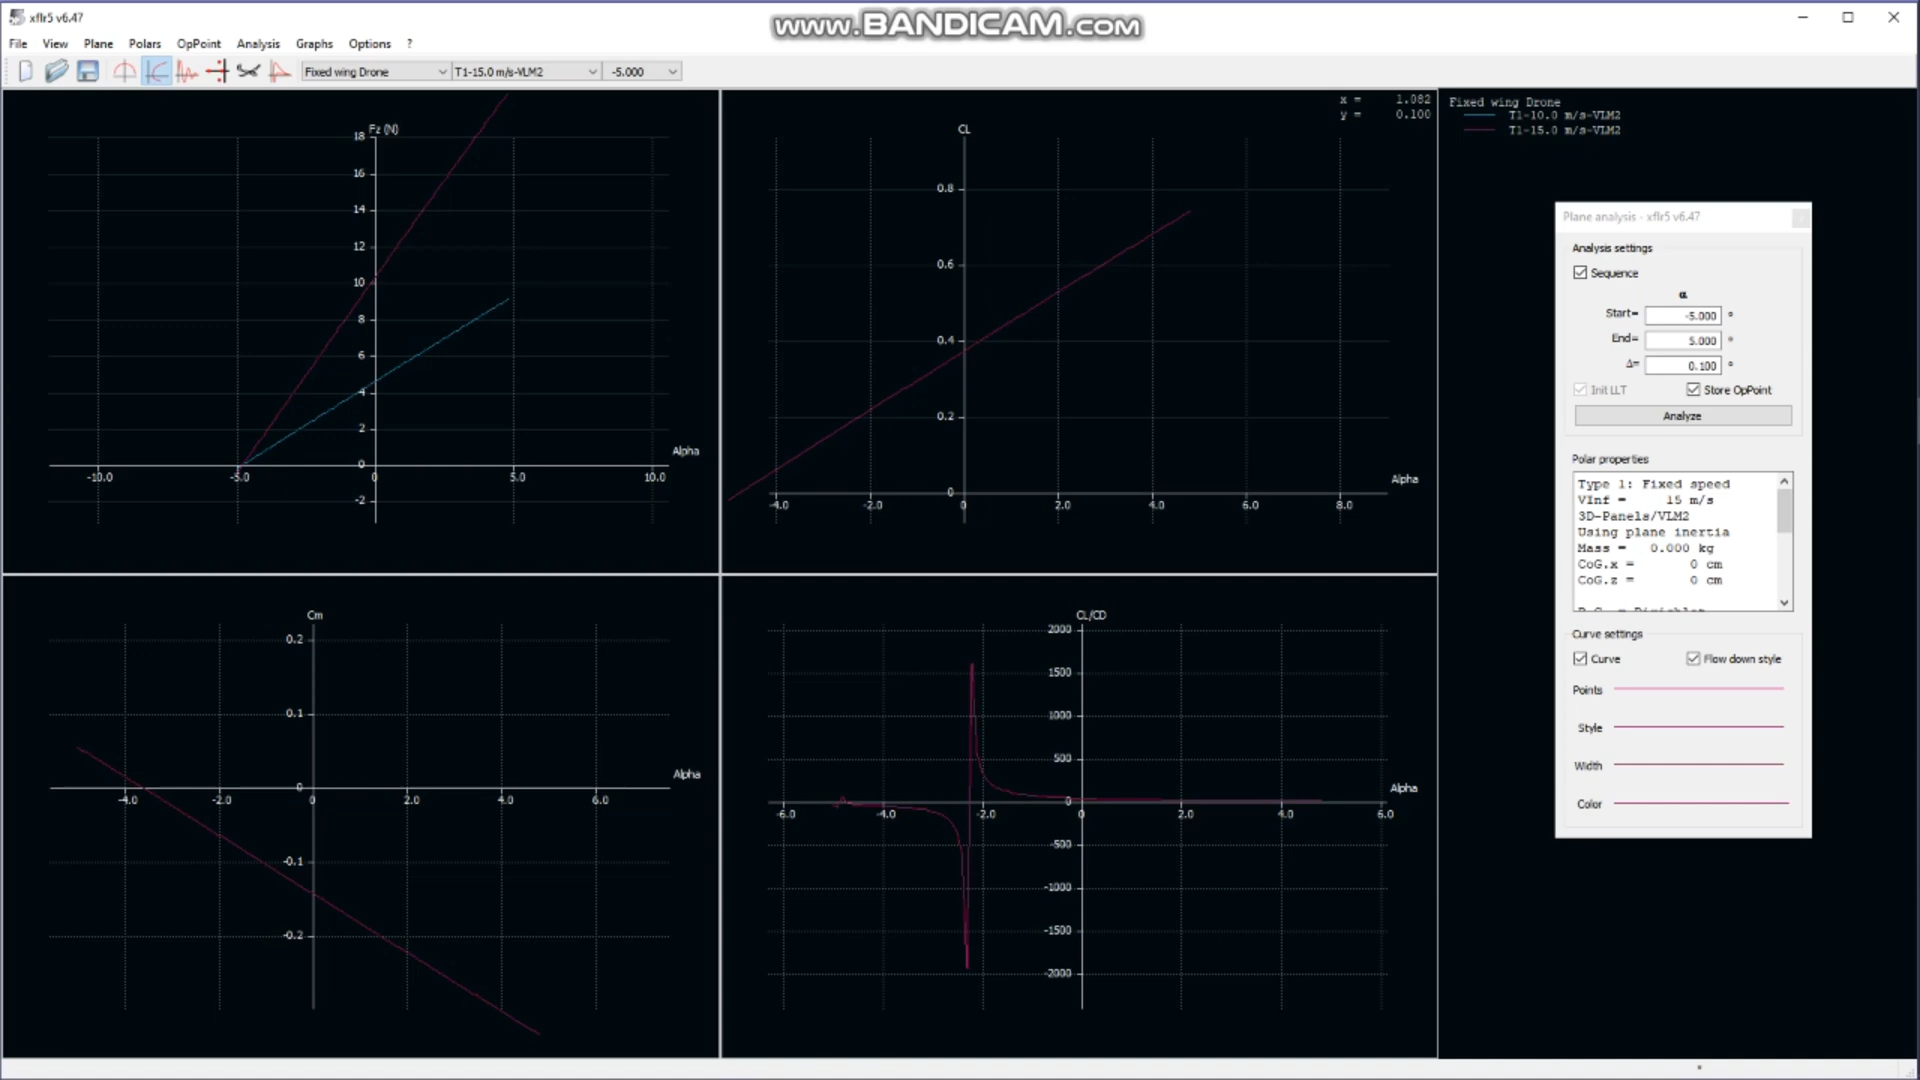 xflr5 v6.47
www.BANDICAM.com
File View Plane Polars OpPoint Analysis Graphs Options ?
Fixed wing Drone T1-15.0 m/s-VLM2 -5.000
Fz (N)
18
16
14
12
10
8
6
4
2
0
-2
-10.0 -5.0 0 5.0 10.0
Alpha
x = 1.082
y = 0.100
CL
0.8
0.6
0.4
0.2
0
-4.0 -2.0 0 2.0 4.0 6.0 8.0
Alpha
Cm
0.2
0.1
0
-0.1
-0.2
-4.0 -2.0 0 2.0 4.0 6.0
Alpha
CL/CD
2000
1500
1000
500
0
-500
-1000
-1500
-2000
-6.0 -4.0 -2.0 0 2.0 4.0 6.0
Alpha
Fixed wing Drone
T1-10.0 m/s-VLM2
T1-15.0 m/s-VLM2
Plane analysis - xflr5 v6.47
Analysis settings
Sequence
α
Start= -5.000 °
End= 5.000 °
Δ= 0.100 °
Init LLT Store OpPoint
Analyze
Polar properties
Type 1: Fixed speed
VInf = 15 m/s
3D-Panels/VLM2
Using plane inertia
Mass = 0.000 kg
CoG.x = 0 cm
CoG.z = 0 cm
Curve settings
Curve Flow down style
Points
Style
Width
Color